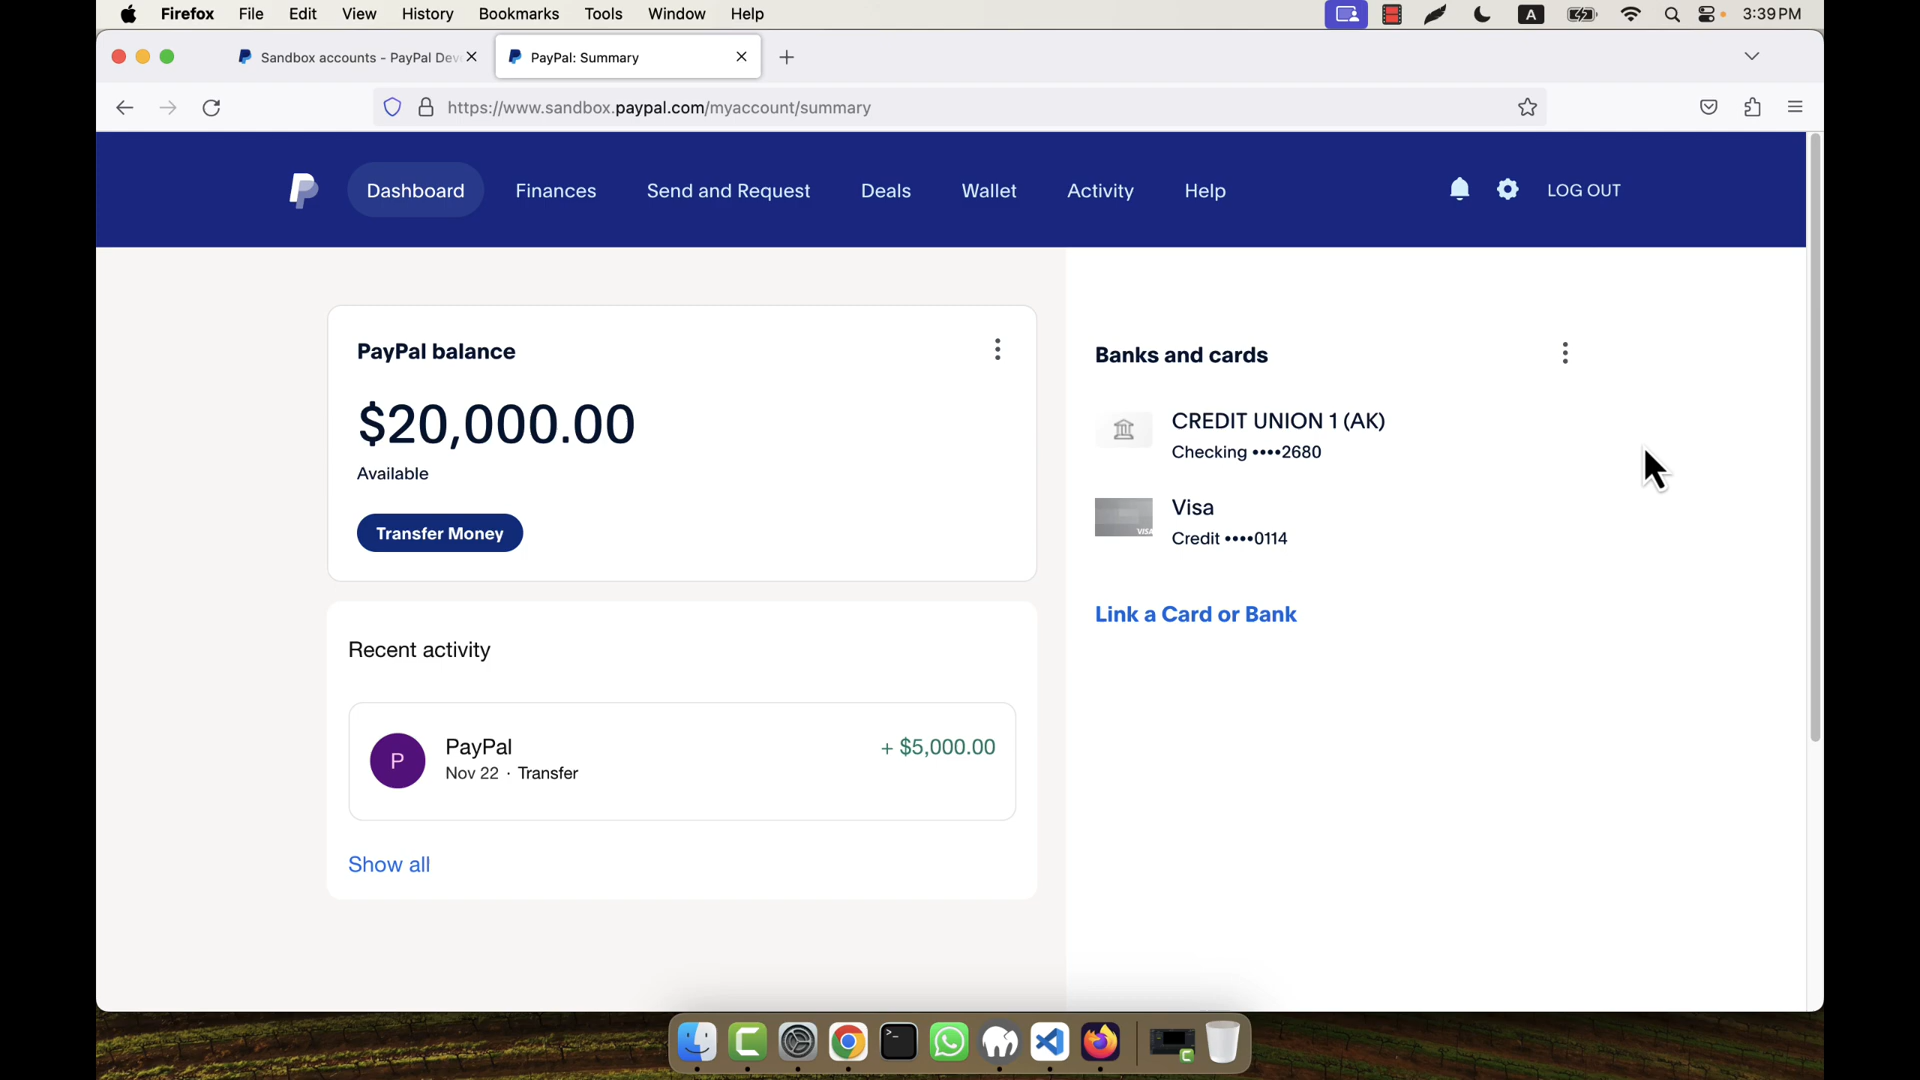 Firefox File Edit View History Bookmarks Tools Window Help A 3:39 PM
Sandbox accounts - PayPal Dev PayPal: Summary
https://www.sandbox.paypal.com/myaccount/summary
Dashboard Finances Send and Request Deals Wallet Activity Help LOG OUT
PayPal balance
$20,000.00
Available
Transfer Money
Recent activity
P
PayPal + $5,000.00
Nov 22 · Transfer
Show all
Banks and cards
CREDIT UNION 1 (AK)
Checking ••••2680
VISA
Visa
Credit ••••0114
Link a Card or Bank